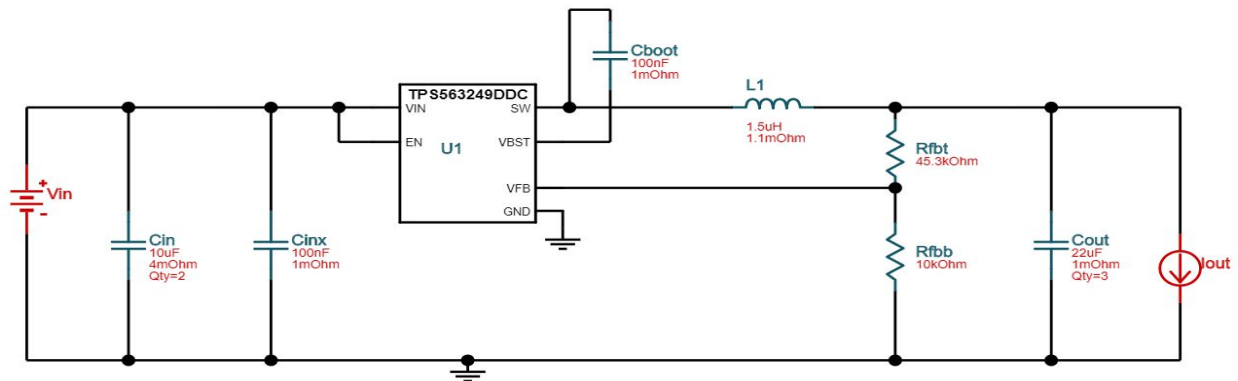 Cboot
100nF
1mOhm
TPS563249DDC
VIN
SW
EN
VBST
U1
VFB
GND
L1
1.5uH
1.1mOhm
Rfbt
45.3kOhm
+
Vin
-
Cin
10uF
4mOhm
Qty=2
Cinx
100nF
1mOhm
Rfbb
10kOhm
Cout
22uF
1mOhm
Qty=3
Iout